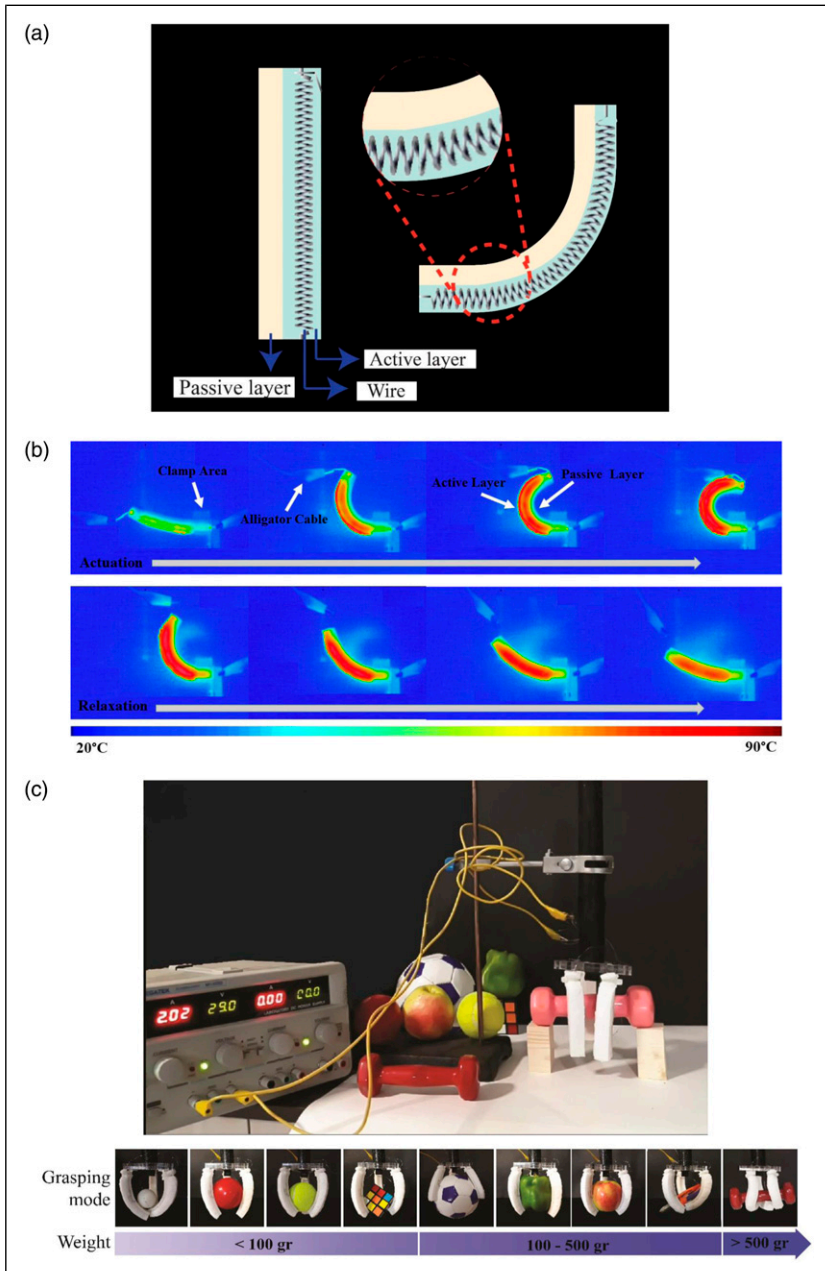 (a)
Active layer
Passive layer
Wire
(b)
Clamp Area
Alligator Cable
Active Layer
Passive Layer
Actuation
Relaxation
20°C
90°C
(c)
A
V
A
V
2.02
29.0
0.00
00.0
Grasping
mode
Weight
< 100 gr
100 - 500 gr
> 500 gr